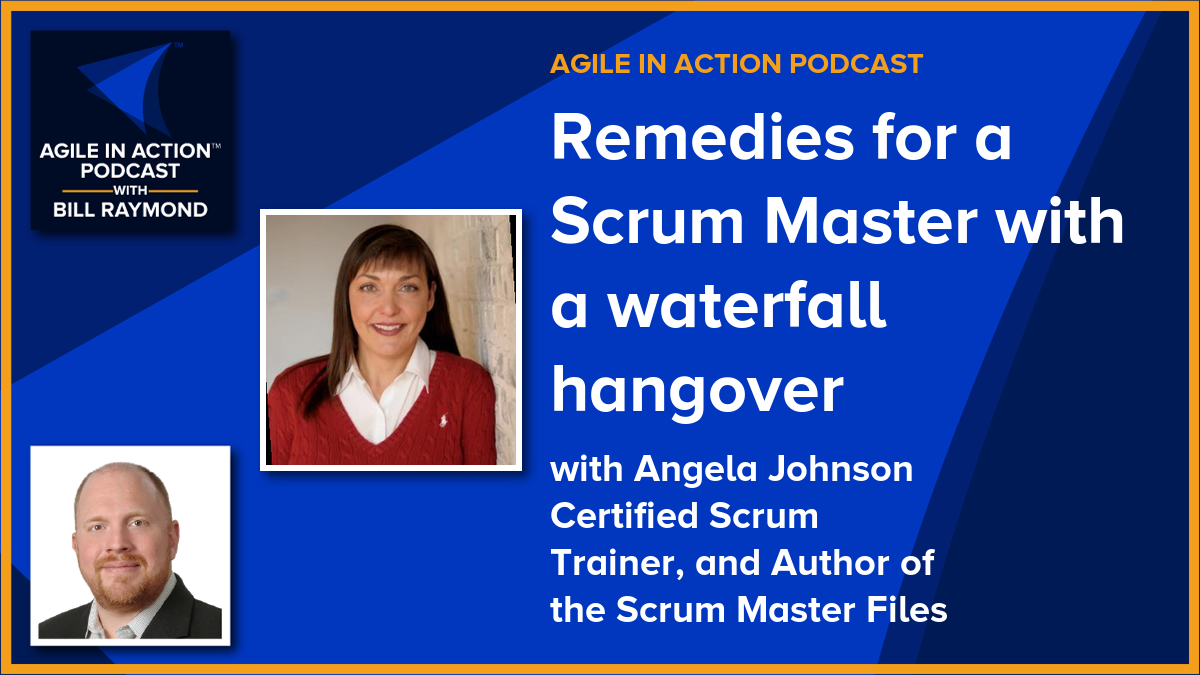 AGILE IN ACTION™
PODCAST
WITH
BILL RAYMOND
AGILE IN ACTION PODCAST
Remedies for a
Scrum Master with
a waterfall
hangover
with Angela Johnson
Certified Scrum
Trainer, and Author of
the Scrum Master Files
TM